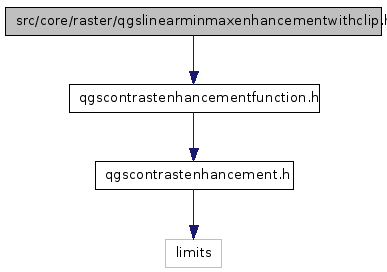 src/core/raster/qgslinearminmaxenhancementwithclip.h
qgscontrastenhancementfunction.h
qgscontrastenhancement.h
limits